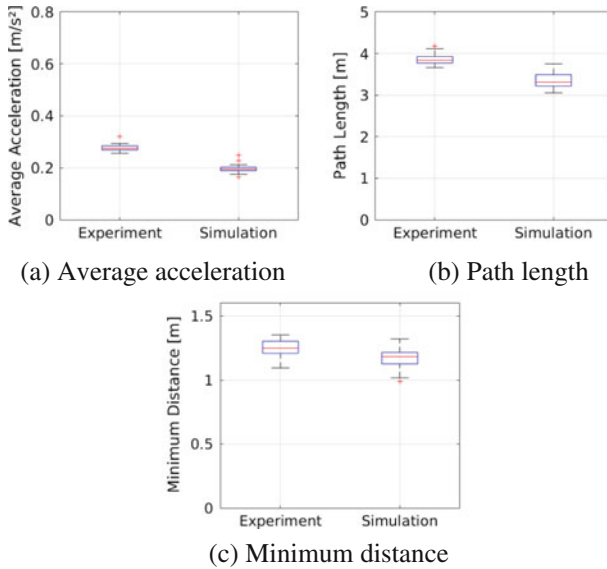 0.8
0.6
0.4
0.2
0
Average Acceleration [m/s²]
Experiment Simulation
(a) Average acceleration
5
4
3
2
1
0
Path Length [m]
Experiment Simulation
(b) Path length
1.5
1
0.5
0
Minimum Distance [m]
Experiment Simulation
(c) Minimum distance